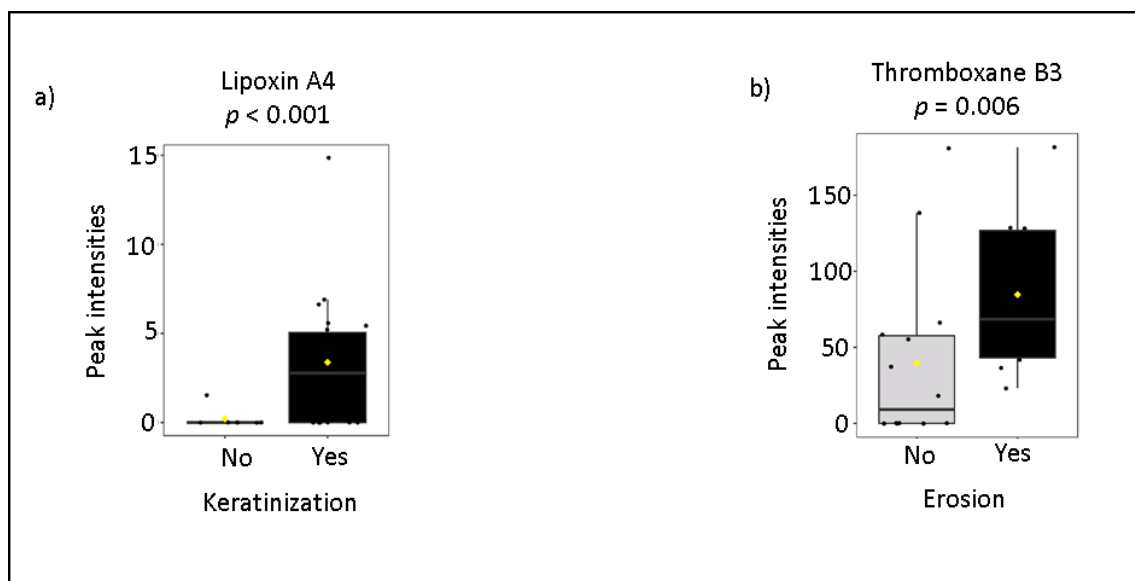 a)
Lipoxin A4
p < 0.001
Peak intensities
15
10
5
0
No Yes
Keratinization
b)
Thromboxane B3
p = 0.006
Peak intensities
150
100
50
0
No Yes
Erosion